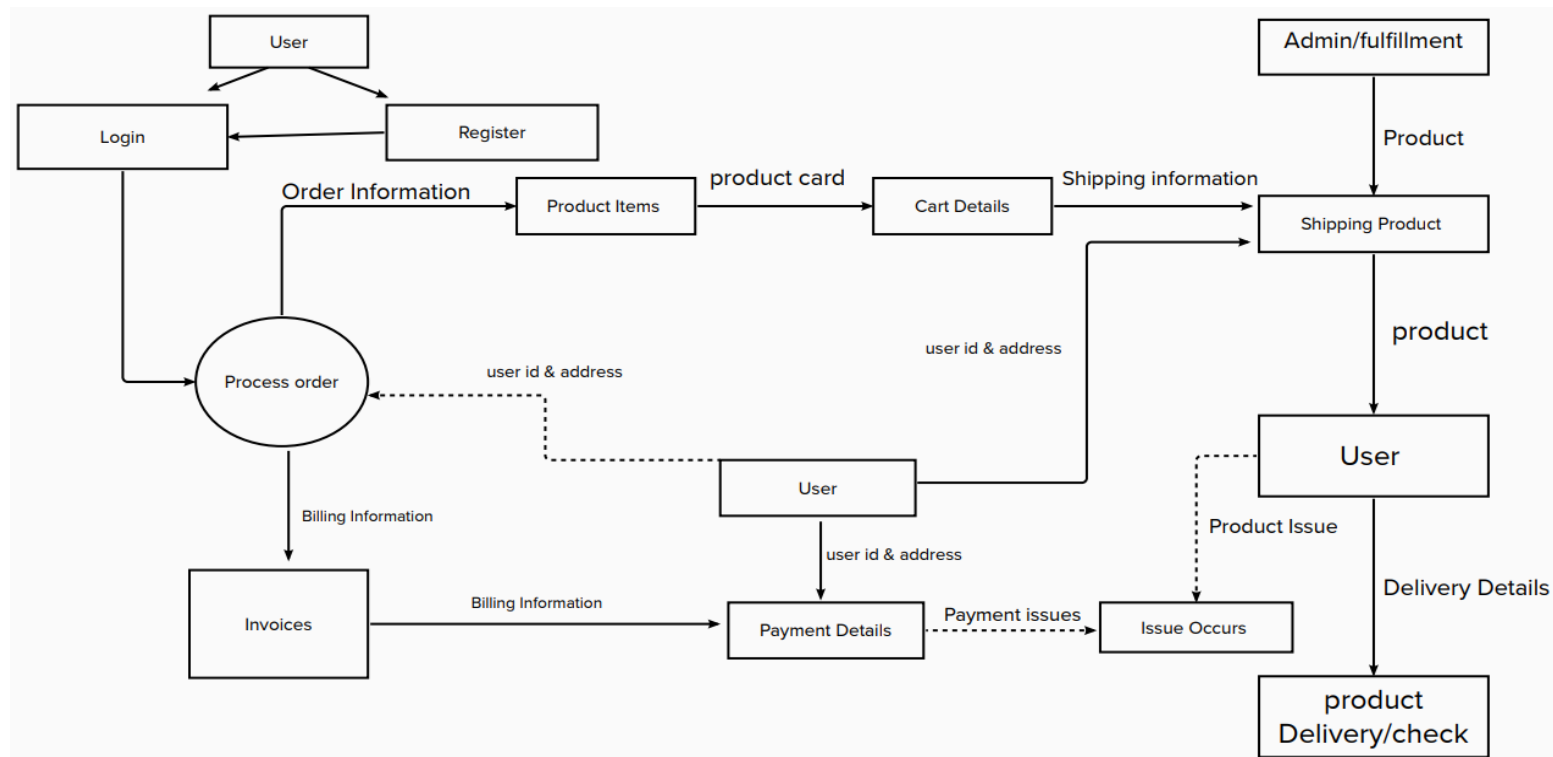 User
Admin/fulfillment
Login
Register
Product
Order Information
product card
Shipping information
Product Items
Cart Details
Shipping Product
product
user id & address
user id & address
Process order
User
User
Billing Information
Product Issue
user id & address
Delivery Details
Invoices
Billing Information
Payment Details
Payment issues
Issue Occurs
product
Delivery/check